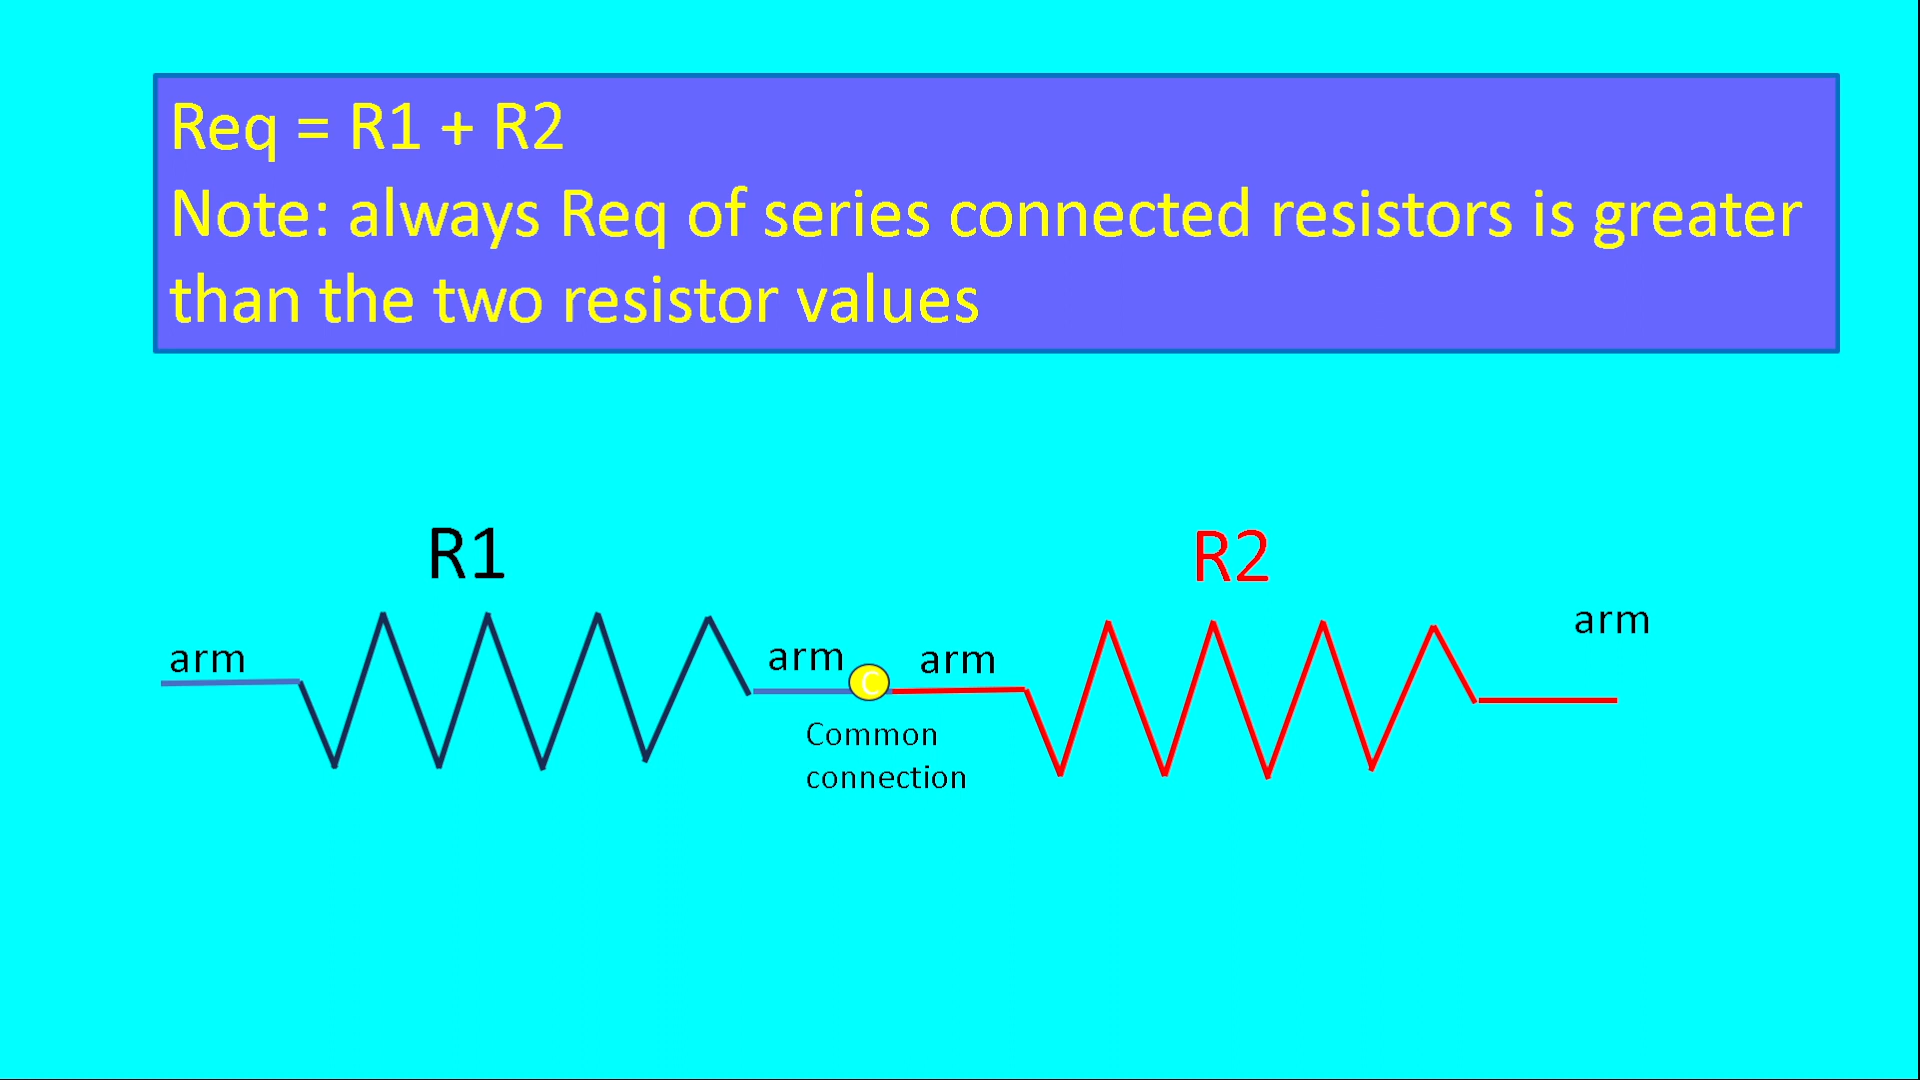 Req = R1 + R2
Note: always Req of series connected resistors is greater
than the two resistor values
R1
R2
arm
arm
arm
arm
C
Common
connection